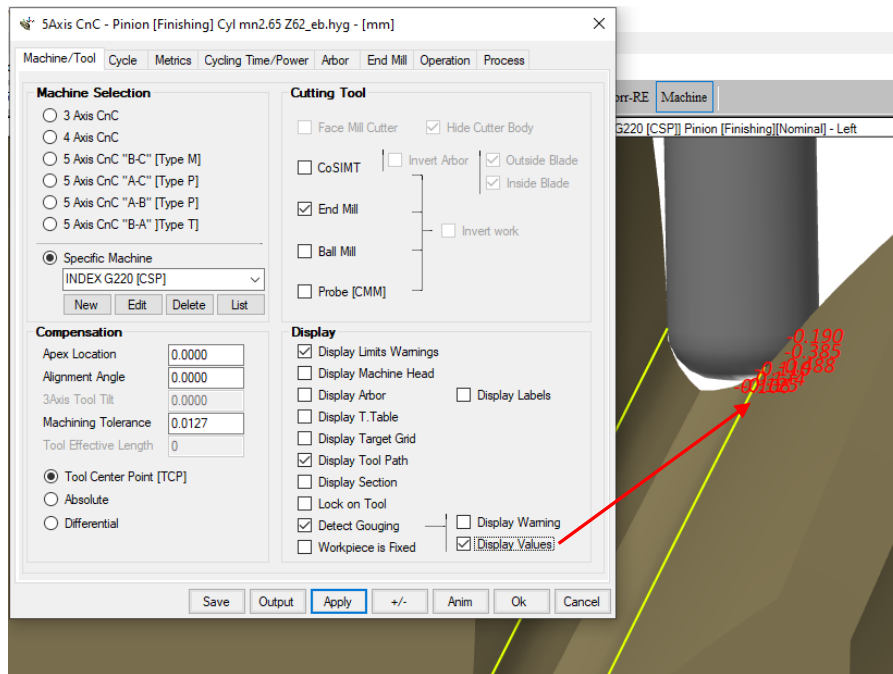 5Axis CnC - Pinion [Finishing] Cyl mn2.65 Z62_eb.hyg - [mm]
Machine/Tool Cycle Metrics Cycling Time/Power Arbor End Mill Operation Process
Machine Selection
3 Axis CnC
4 Axis CnC
5 Axis CnC "B-C" [Type M]
5 Axis CnC "A-C" [Type P]
5 Axis CnC "A-B" [Type P]
5 Axis CnC "B-A" ]Type T]
Specific Machine
INDEX G220 [CSP]
New Edit Delete List
Cutting Tool
Face Mill Cutter Hide Cutter Body
CoSIMT Invert Arbor Outside Blade
Inside Blade
End Mill
Invert work
Ball Mill
Probe [CMM]
Compensation
Apex Location 0.0000
Alignment Angle 0.0000
3Axis Tool Tilt 0.0000
Machining Tolerance 0.0127
Tool Effective Length 0
Tool Center Point [TCP]
Absolute
Differential
Display
Display Limits Warnings
Display Machine Head
Display Arbor Display Labels
Display T.Table
Display Target Grid
Display Tool Path
Display Section
Lock on Tool
Detect Gouging Display Warning
Workpiece is Fixed Display Values
Save Output Apply +/- Anim Ok Cancel
orr-RE Machine
G220 [CSP]] Pinion [Finishing][Nominal] - Left
-0.190
-0.385